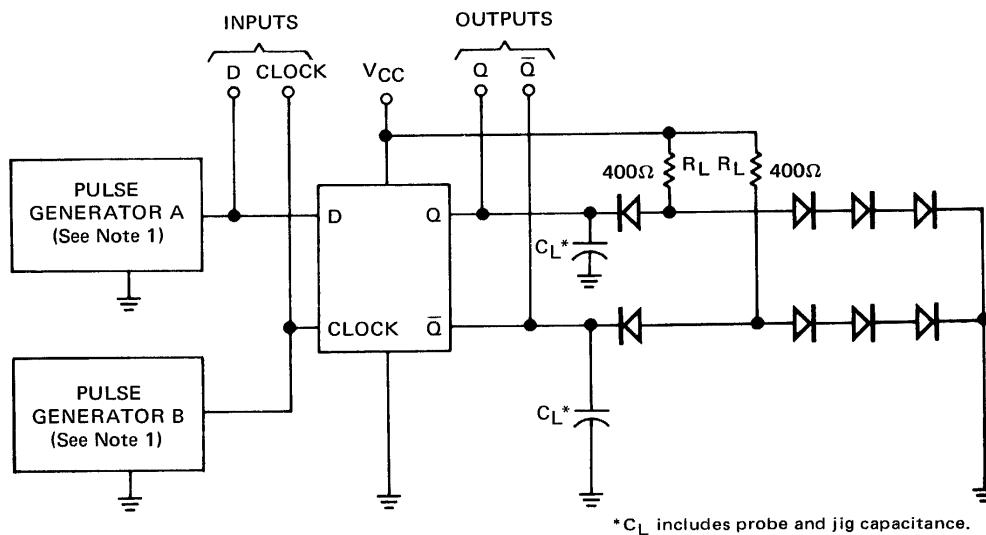 INPUTS
OUTPUTS
D CLOCK
VCC
Q Q̅
400Ω RL RL 400Ω
PULSE
GENERATOR A
(See Note 1)
D Q
CL*
CLOCK Q̅
PULSE
GENERATOR B
(See Note 1)
CL*
*CL includes probe and jig capacitance.